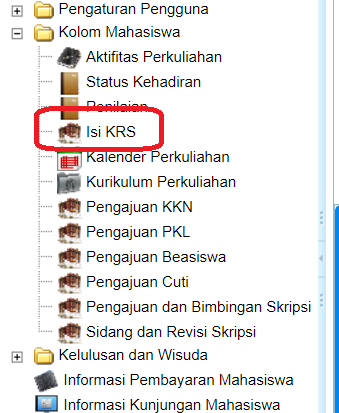 Pengaturan Pengguna
Kolom Mahasiswa
Aktifitas Perkuliahan
Status Kehadiran
Penilaian
Isi KRS
Kalender Perkuliahan
Kurikulum Perkuliahan
Pengajuan KKN
Pengajuan PKL
Pengajuan Beasiswa
Pengajuan Cuti
Pengajuan dan Bimbingan Skripsi
Sidang dan Revisi Skripsi
Kelulusan dan Wisuda
Informasi Pembayaran Mahasiswa
Informasi Kunjungan Mahasiswa